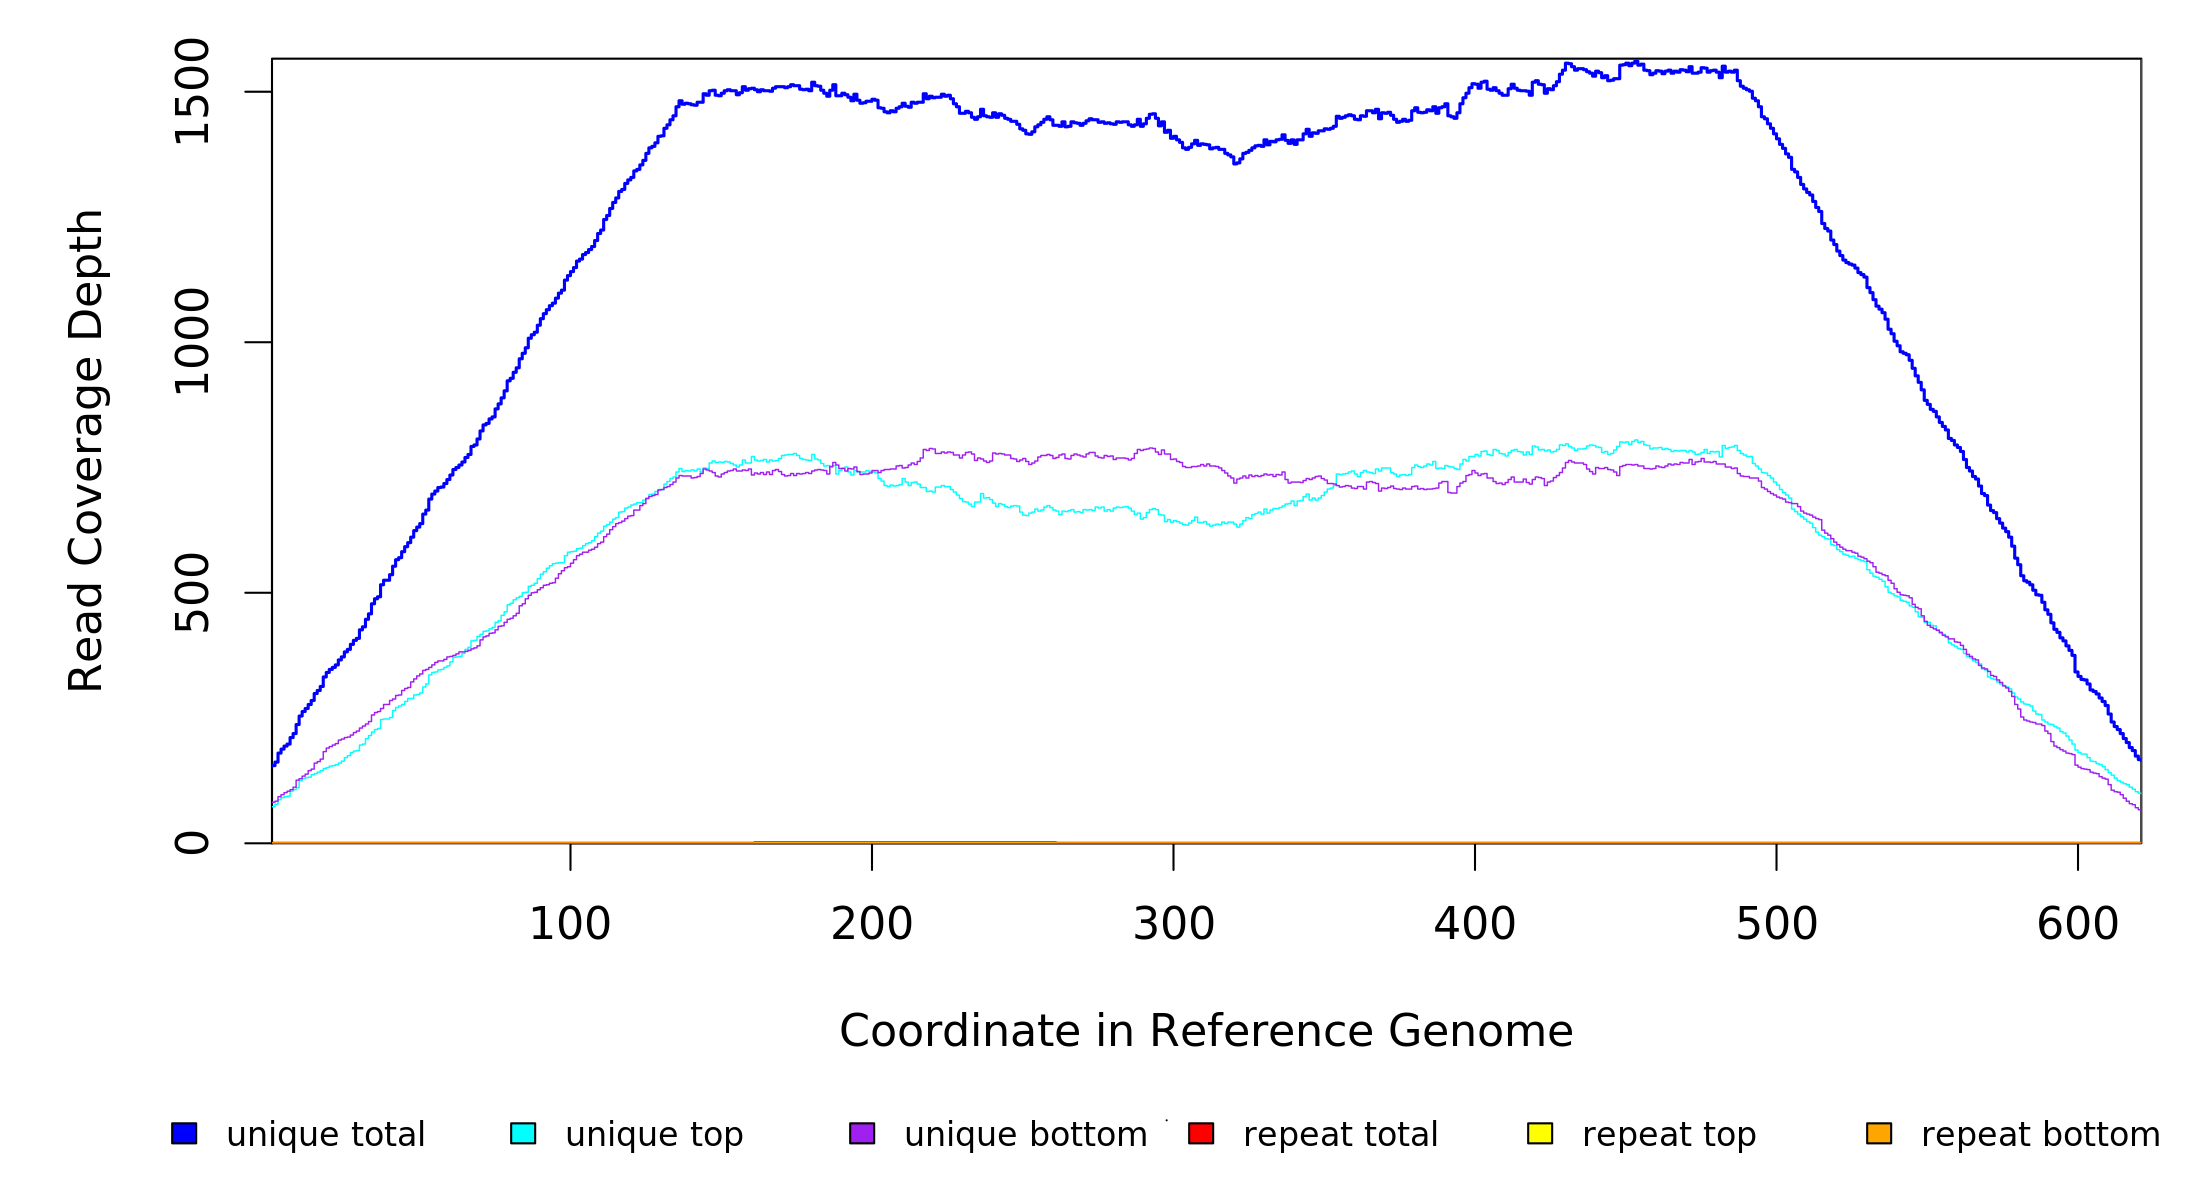 1500
1000
500
0
Read Coverage Depth
100 200 300 400 500 600
Coordinate in Reference Genome
unique total unique top unique bottom repeat total repeat top repeat bottom